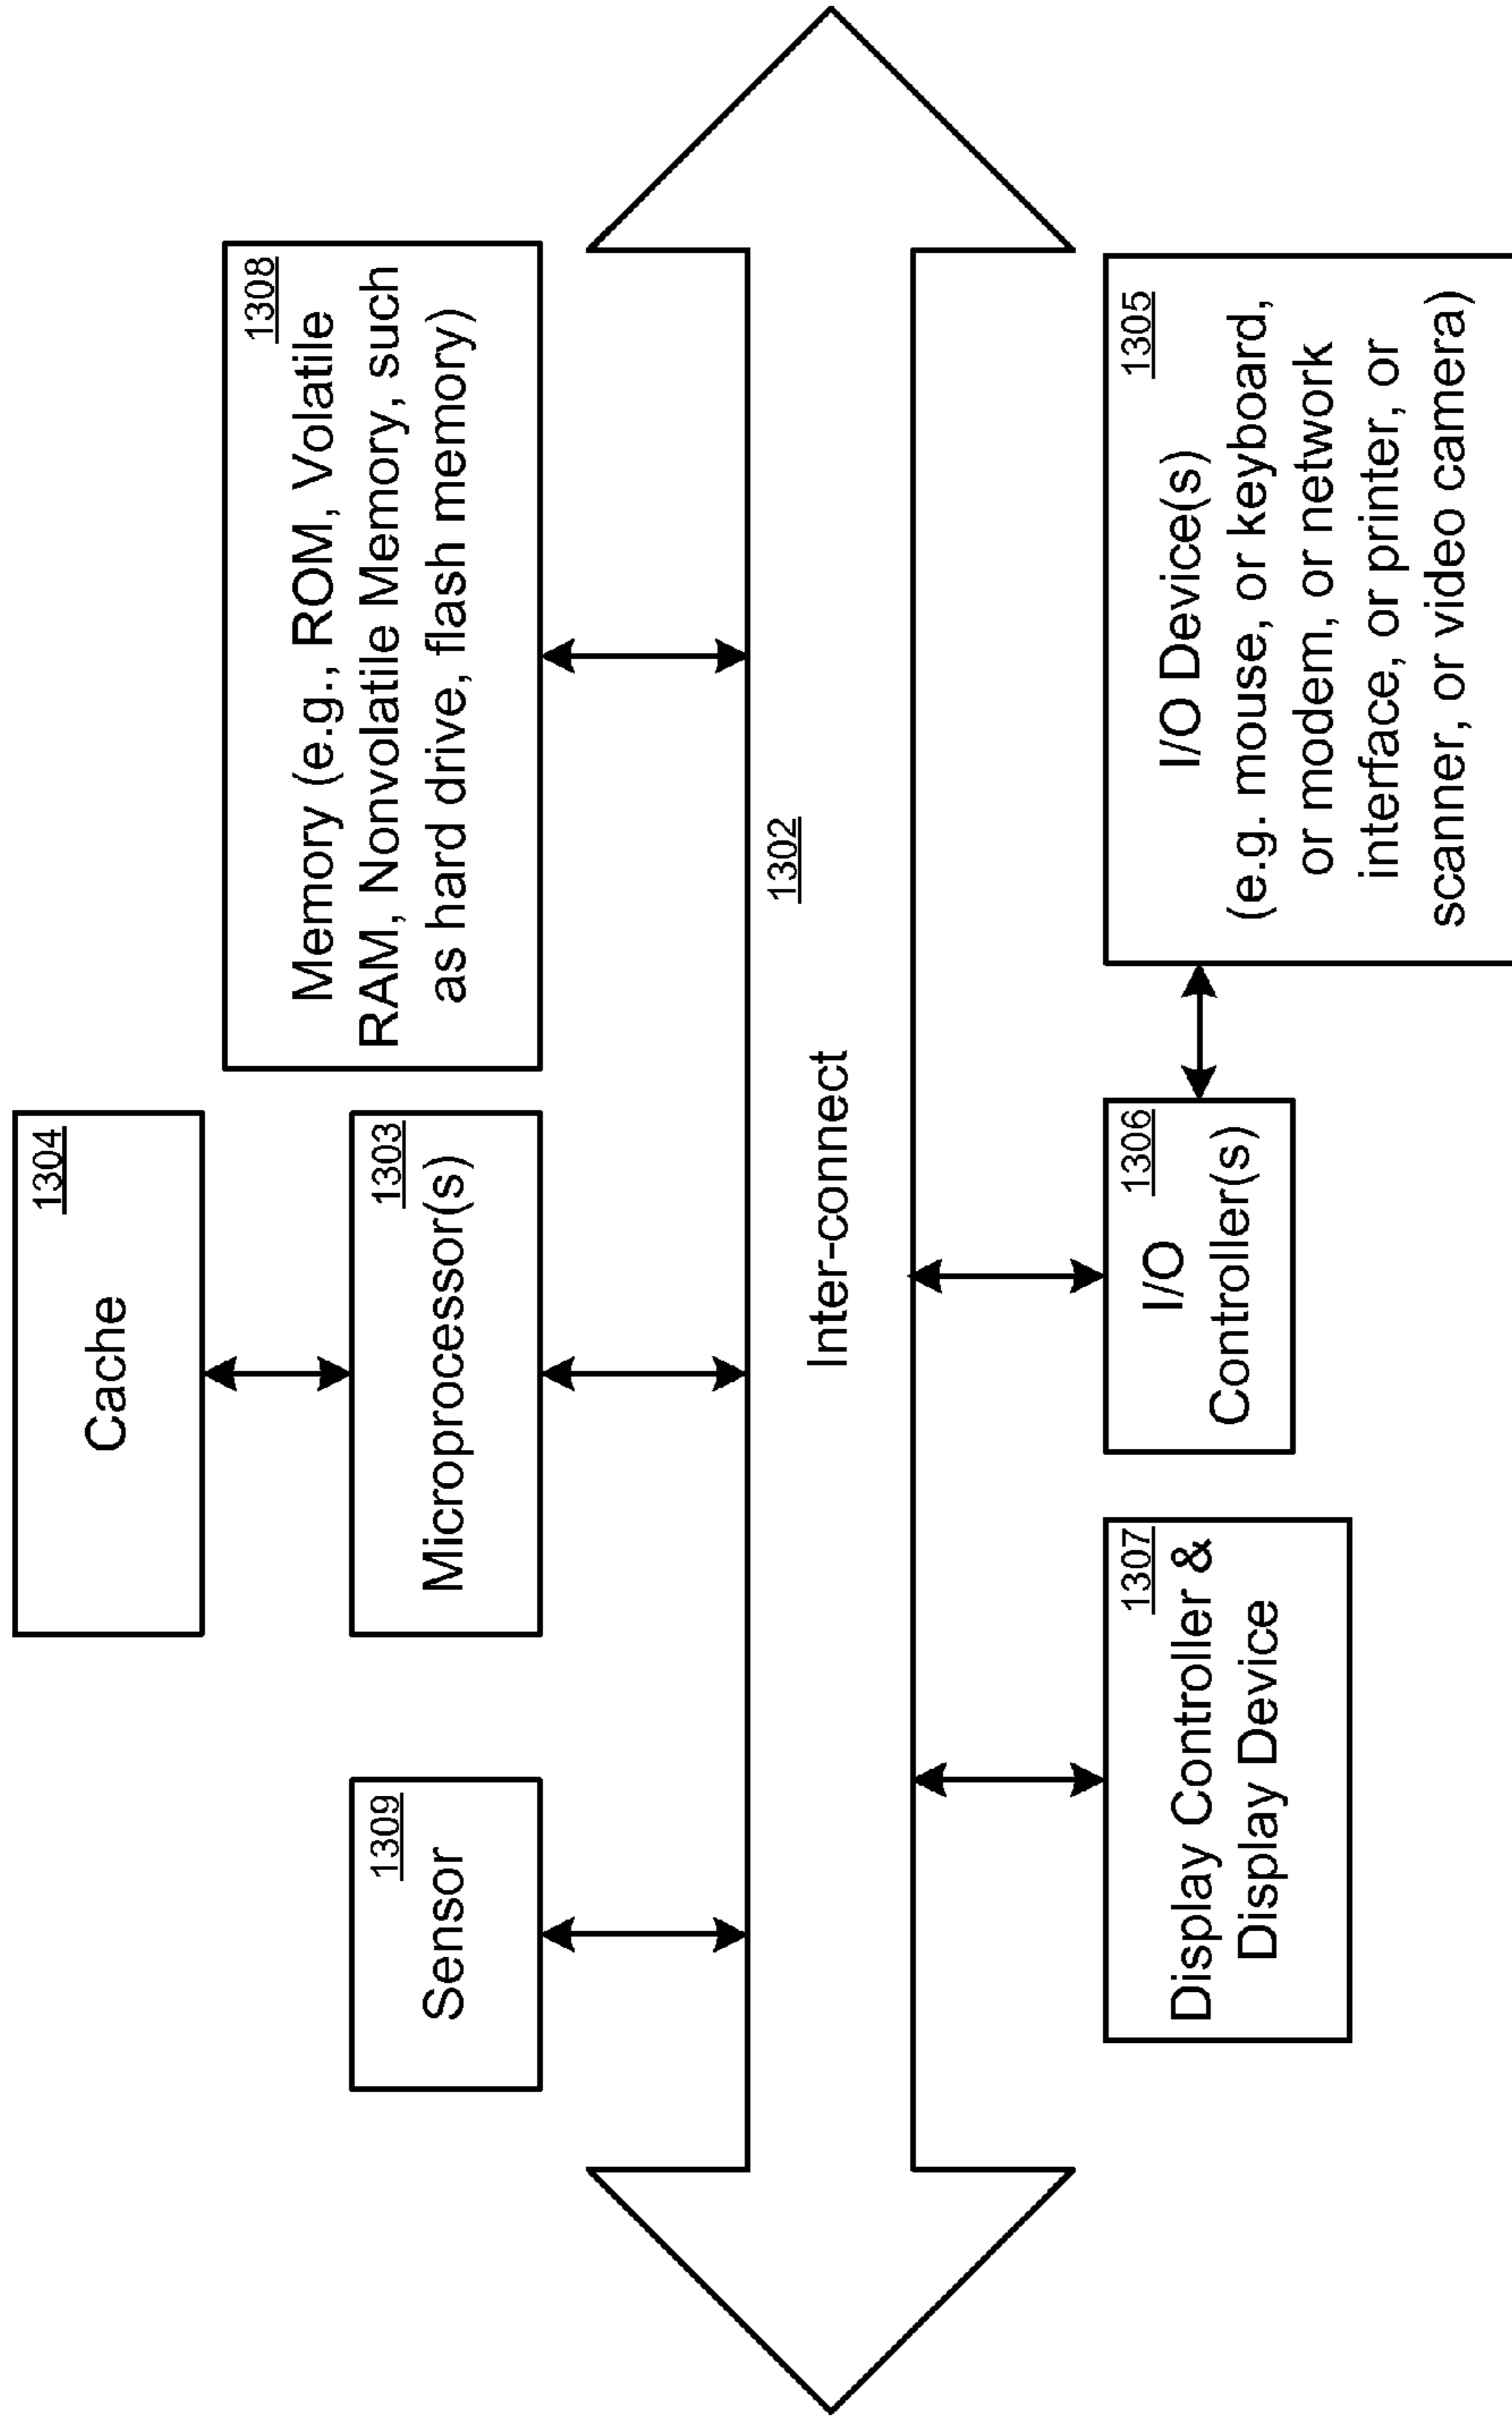 1304
Cache
1309
Sensor
1303
Microprocessor(s)
1308
Memory (e.g., ROM, Volatile
RAM, Nonvolatile Memory, such
as hard drive, flash memory)
1302
Inter-connect
1307
Display Controller &
Display Device
1306
I/O
Controller(s)
1305
I/O Device(s)
(e.g. mouse, or keyboard,
or modem, or network
interface, or printer, or
scanner, or video camera)